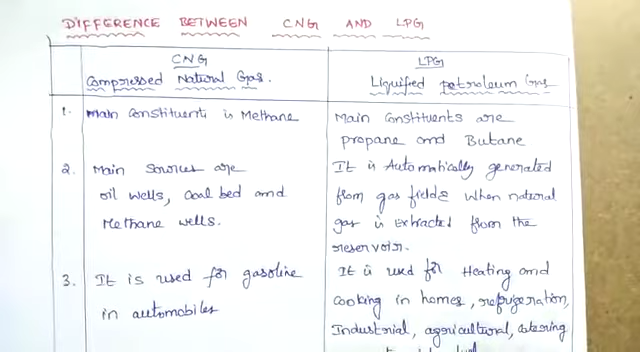 DIFFERENCE BETWEEN CNG AND LPG
CNG
Compressed Natural Gas.
LPG
Liquified petroleum Gas
1. Main Constituent is Methane
Main Constituents are
propane and Butane
2. Main Sources are
oil wells, Coal bed and
Methane wells.
It is Automatically generated
from gas fields when natural
gas is Extracted from the
reservoir.
3. It is used for gasoline
in automobiles
It is used for Heating and
cooking in homes, refrigeration,
Industrial, agricultural, catering